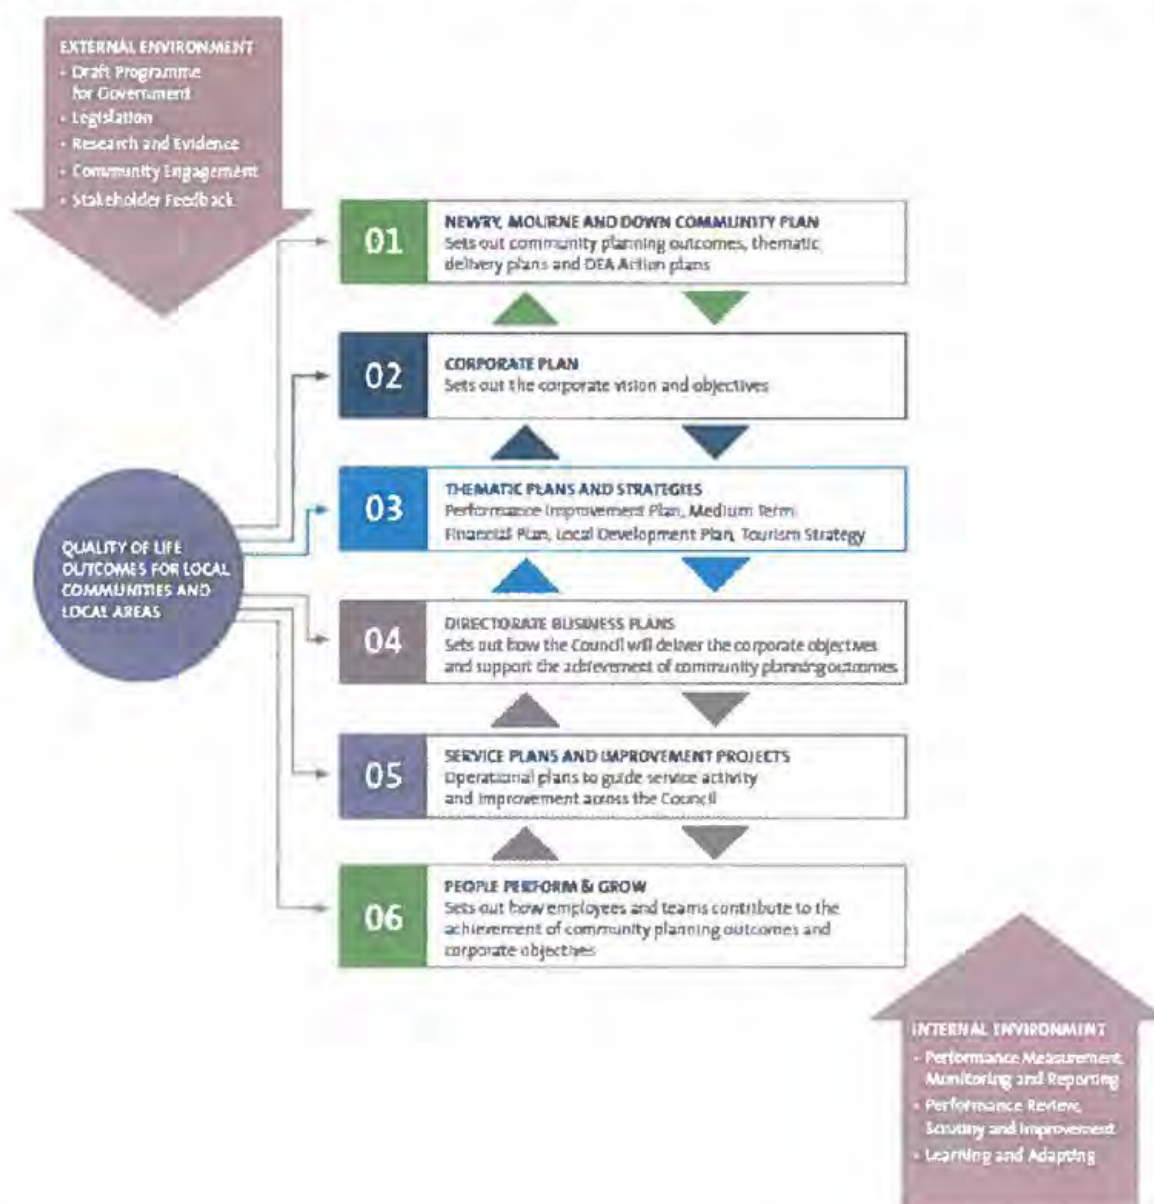 EXTERNAL ENVIRONMENT
• Draft Programme
for Government
• Legislation
• Research and Evidence
• Community Engagement
• Stakeholder Feedback
01
NEWRY, MOURNE AND DOWN COMMUNITY PLAN
Sets out community planning outcomes, thematic
delivery plans and DEA Action plans
02
CORPORATE PLAN
Sets out the corporate vision and objectives
03
THEMATIC PLANS AND STRATEGIES
Performance Improvement Plan, Medium Term
Financial Plan, Local Development Plan, Tourism Strategy
QUALITY OF LIFE
OUTCOMES FOR LOCAL
COMMUNITIES AND
LOCAL AREAS
04
DIRECTORATE BUSINESS PLANS
Sets out how the Council will deliver the corporate objectives
and support the achievement of community planning outcomes
05
SERVICE PLANS AND IMPROVEMENT PROJECTS
Operational plans to guide service activity
and improvement across the Council
06
PEOPLE PERFORM & GROW
Sets out how employees and teams contribute to the
achievement of community planning outcomes and
corporate objectives
INTERNAL ENVIRONMENT
• Performance Measurement,
Monitoring and Reporting
• Performance Review,
Scrutiny and Improvement
• Learning and Adapting